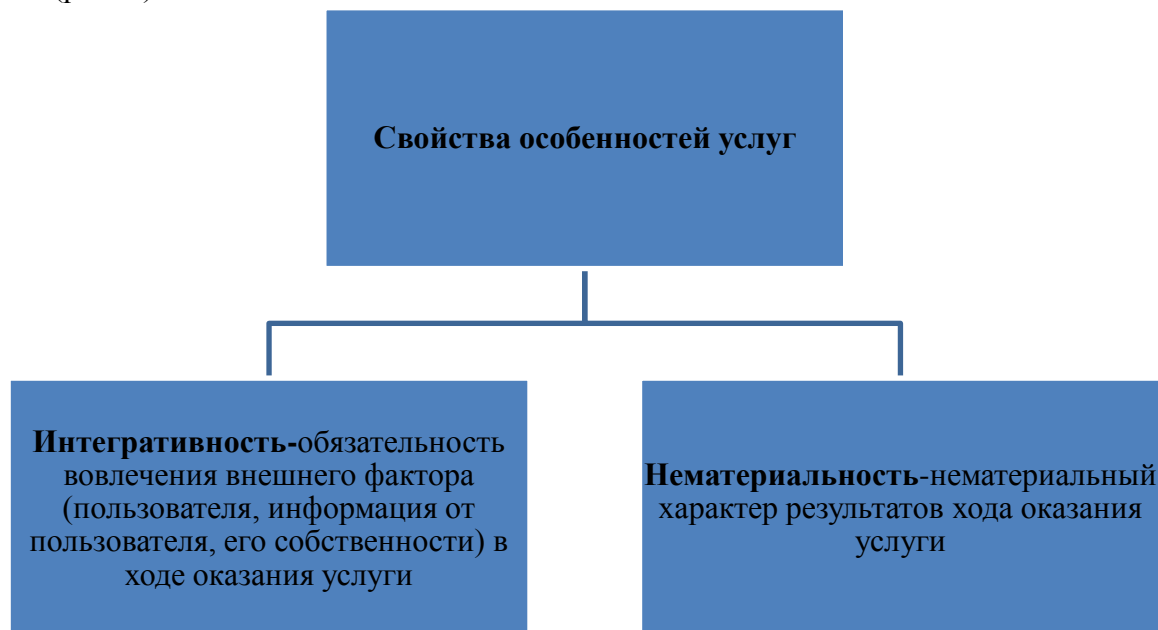 Свойства особенностей услуг
Интегративность-обязательность
вовлечения внешнего фактора
(пользователя, информация от
пользователя, его собственности) в
ходе оказания услуги
Нематериальность-нематериальный
характер результатов хода оказания
услуги